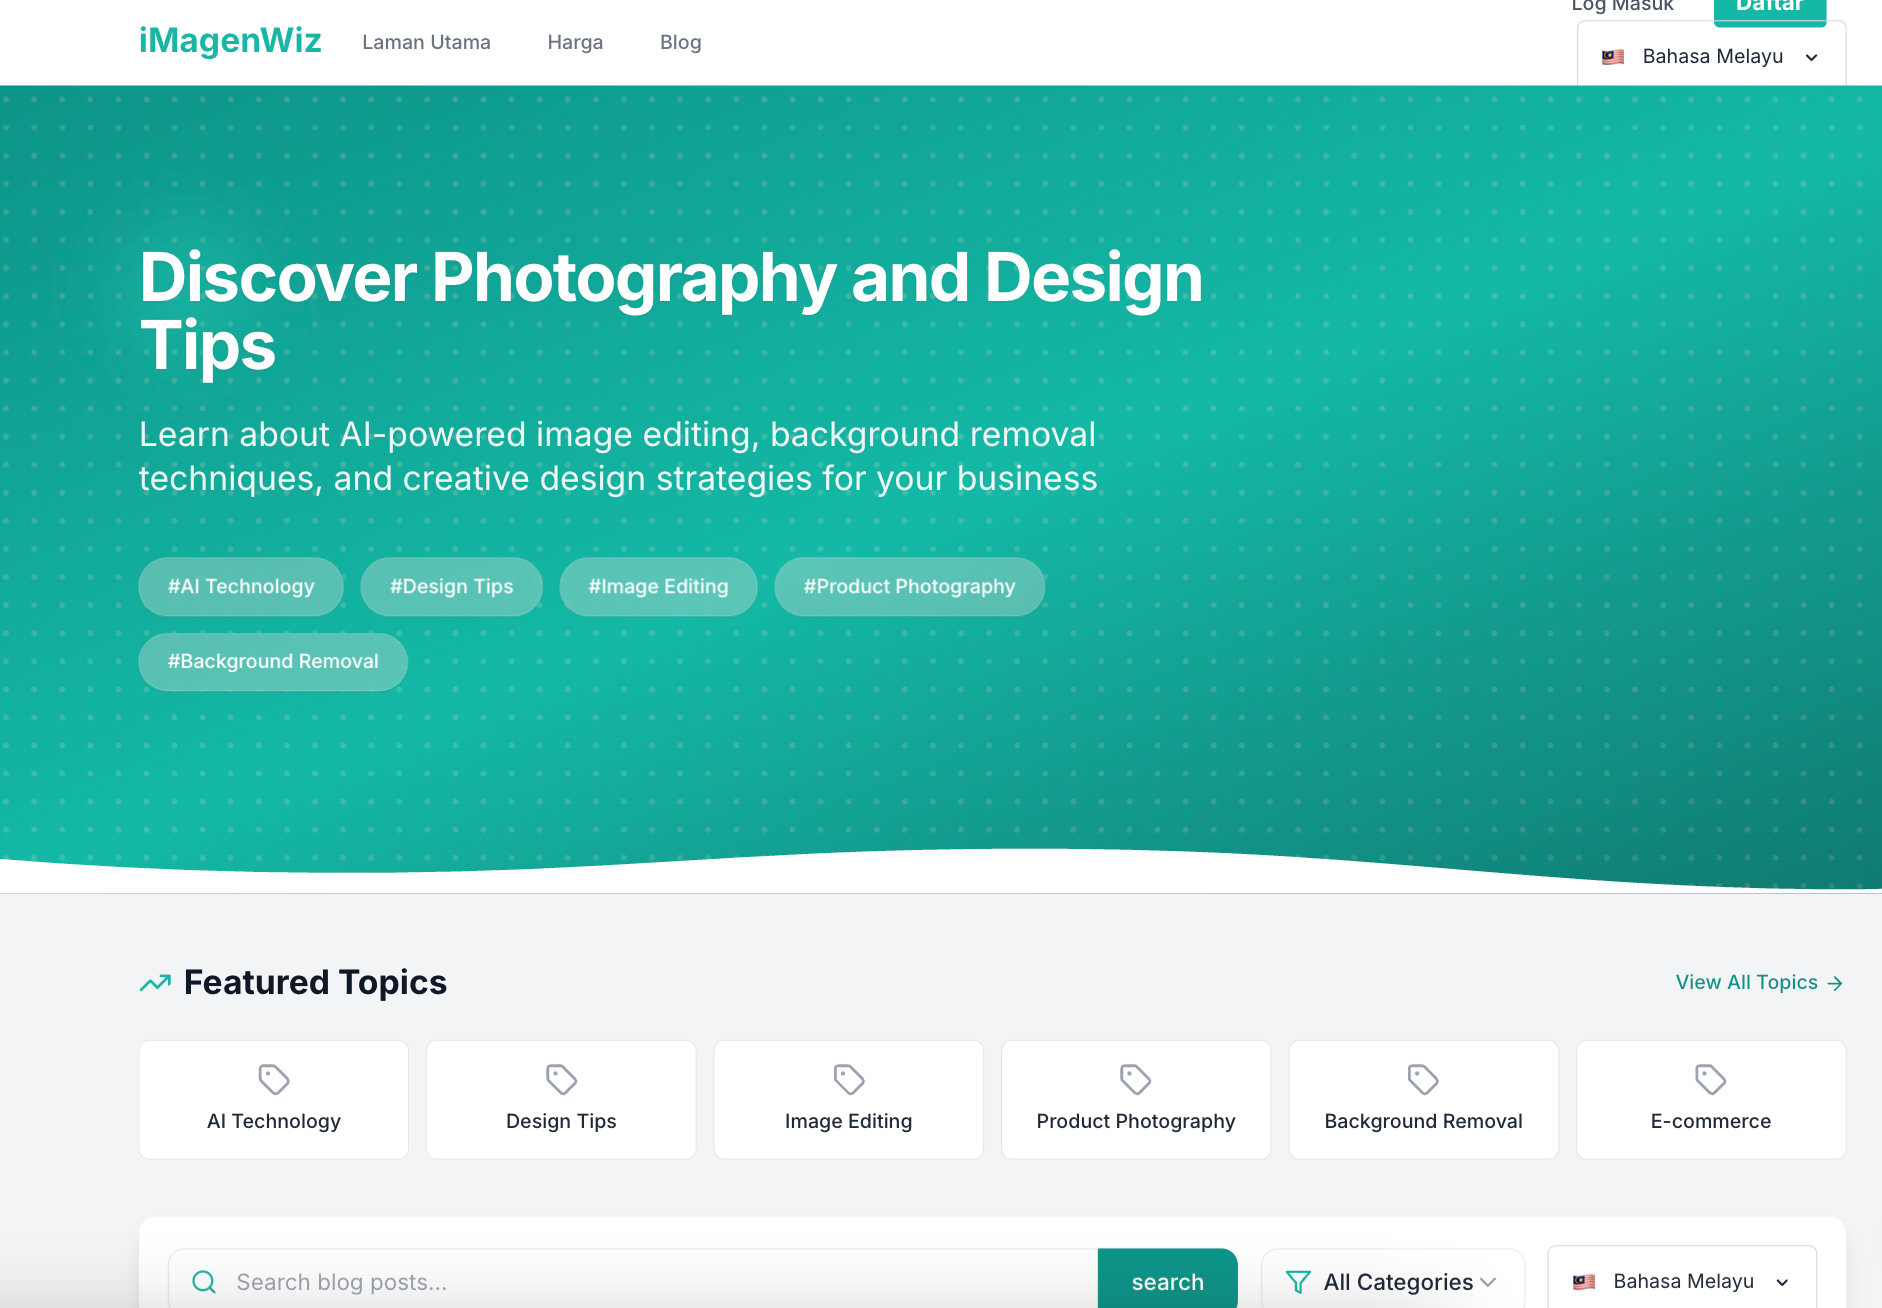 iMagenWiz
Laman Utama
Harga
Blog
Log Masuk
Daftar
Bahasa Melayu
Discover Photography and Design
Tips
Learn about AI-powered image editing, background removal
techniques, and creative design strategies for your business
#AI Technology
#Design Tips
#Image Editing
#Product Photography
#Background Removal
Featured Topics
View All Topics
AI Technology
Design Tips
Image Editing
Product Photography
Background Removal
E-commerce
Search blog posts...
search
All Categories
Bahasa Melayu